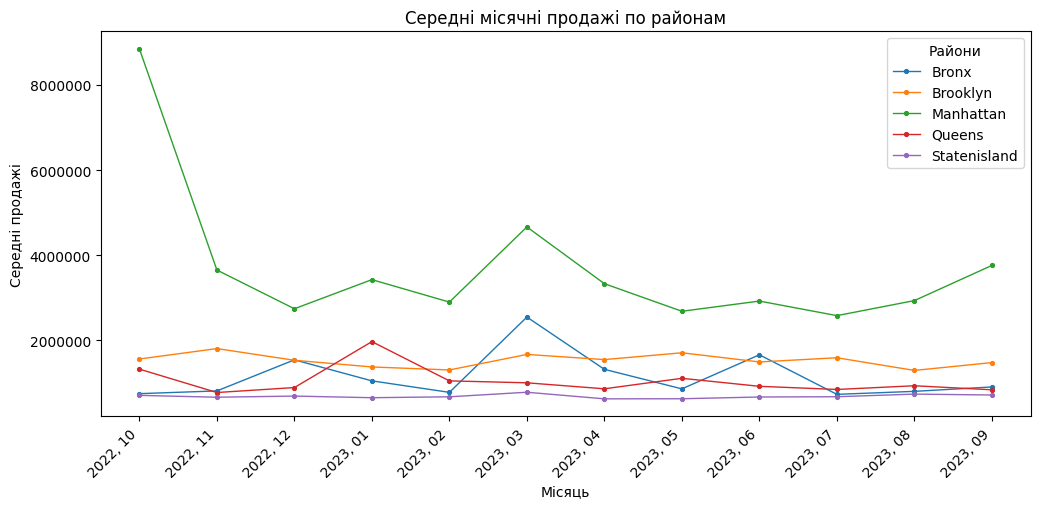 Середні місячні продажі по районам
Райони
Bronx
Brooklyn
Manhattan
Queens
Statenisland
Середні продажі
8000000
6000000
4000000
2000000
2022, 10
2022, 11
2022, 12
2023, 01
2023, 02
2023, 03
2023, 04
2023, 05
2023, 06
2023, 07
2023, 08
2023, 09
Місяць